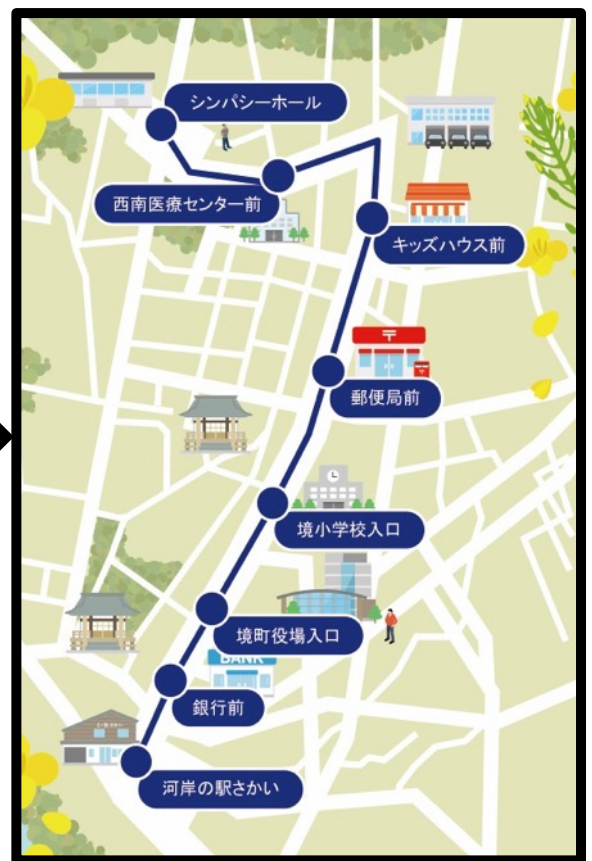 シンパシーホール
西南医療センター前
キッズハウス前
〒
〒
郵便局前
境小学校入口
境町役場入口
BANK
銀行前
河岸の駅さかい